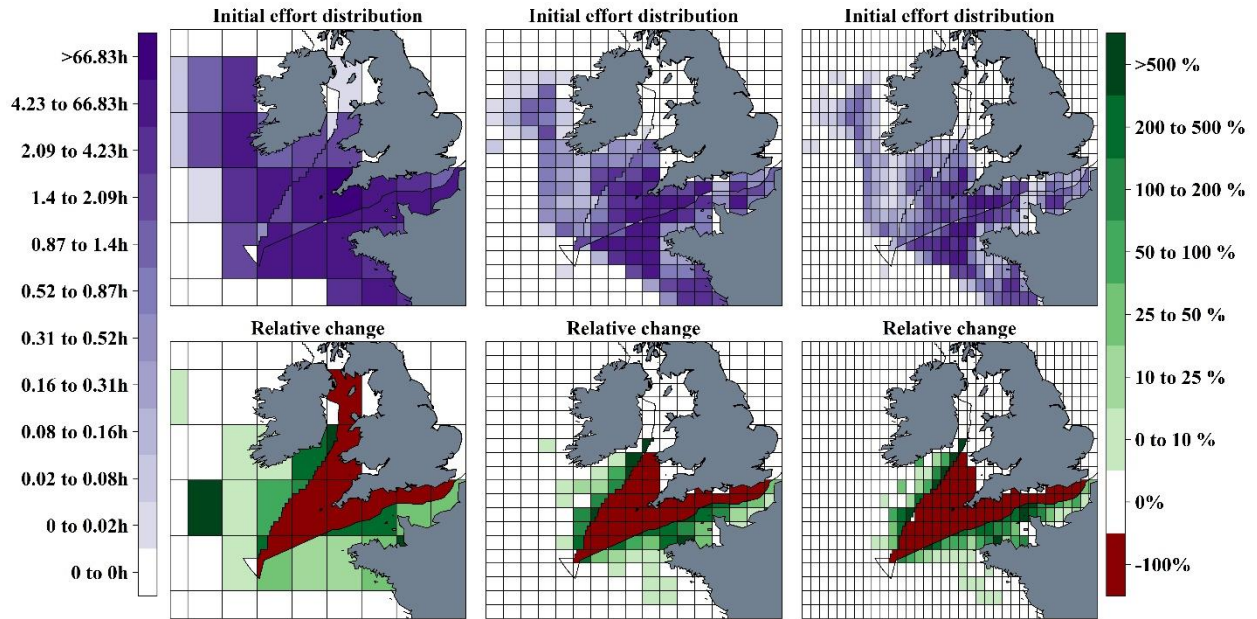 Initial effort distribution
Initial effort distribution
Initial effort distribution
>66.83h
4.23 to 66.83h
2.09 to 4.23h
1.4 to 2.09h
0.87 to 1.4h
0.52 to 0.87h
0.31 to 0.52h
0.16 to 0.31h
0.08 to 0.16h
0.02 to 0.08h
0 to 0.02h
0 to 0h
Relative change
Relative change
Relative change
>500 %
200 to 500 %
100 to 200 %
50 to 100 %
25 to 50 %
10 to 25 %
0 to 10 %
0%
-100%